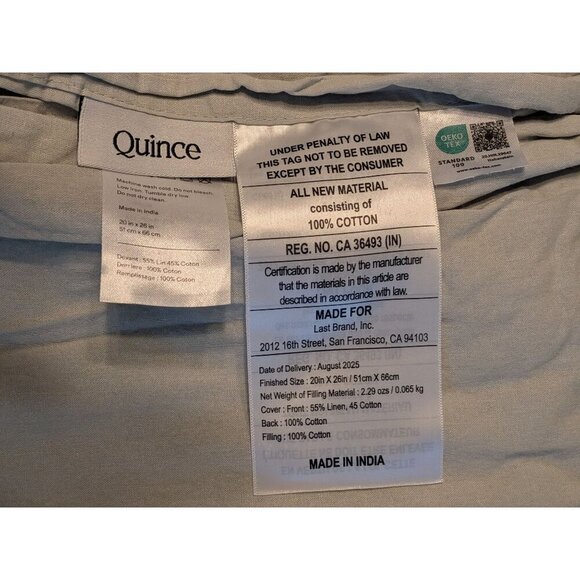 Quince
Machine wash cold. Do not bleach.
Low iron. Tumble dry low
Do not dry clean.
Made in India
20 in x 26 in
51 cm x 66 cm
Devant : 55% Lin 45% Coton
Derriere : 100% Coton
Remplissage : 100% Coton
UNDER PENALTY OF LAW
THIS TAG NOT TO BE REMOVED
EXCEPT BY THE CONSUMER
ALL NEW MATERIAL
consisting of
100% COTTON
REG. NO. CA 36493 (IN)
Certification is made by the manufacturer
that the materials in this article are
described in accordance with law.
MADE FOR
Last Brand, Inc.
2012 16th Street, San Francisco, CA 94103
Date of Delivery : August 2025
Finished Size : 20in X 26in / 51cm X 66cm
Net Weight of Filling Material : 2.29 ozs / 0.065 kg
Cover : Front : 55% Linen, 45 Cotton
Back : 100% Cotton
Filling : 100% Cotton
MADE IN INDIA
OEKO
TEX
STANDARD
100